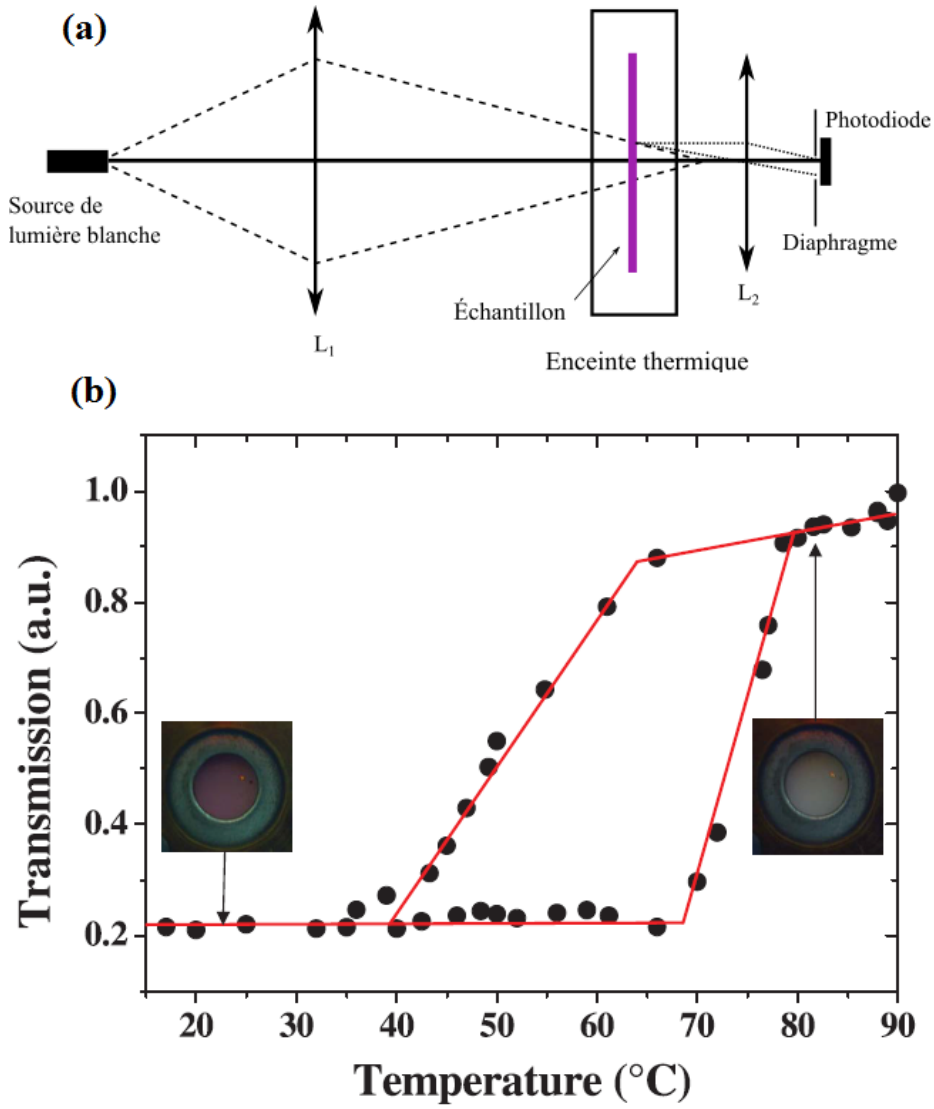 (a)
Photodiode
Source de
lumière blanche
Diaphragme
Échantillon
L₂
L₁
Enceinte thermique
(b)
1.0
0.8
0.6
0.4
0.2
Transmission (a.u.)
20 30 40 50 60 70 80 90
Temperature (°C)